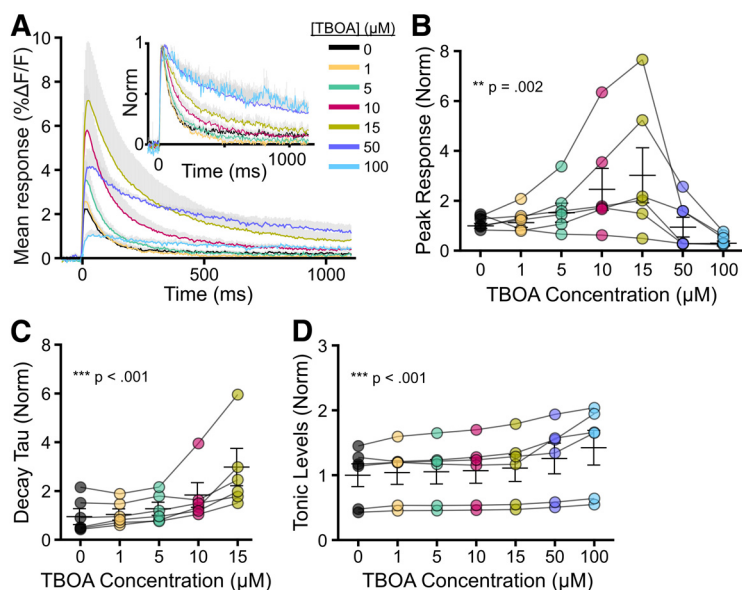 A
Mean response (%ΔF/F)
10
8
6
4
2
0
0
500
1000
Time (ms)
Norm
1
0
0
1000
Time (ms)
[TBOA] (μM)
0
1
5
10
15
50
100
B
Peak Response (Norm)
8
6
4
2
0
** p = .002
0 1 5 10 15 50 100
TBOA Concentration (μM)
C
Decay Tau (Norm)
8
6
4
2
0
*** p < .001
0 1 5 10 15
TBOA Concentration (μM)
D
Tonic Levels (Norm)
3
2
1
0
*** p < .001
0 1 5 10 15 50 100
TBOA Concentration (μM)